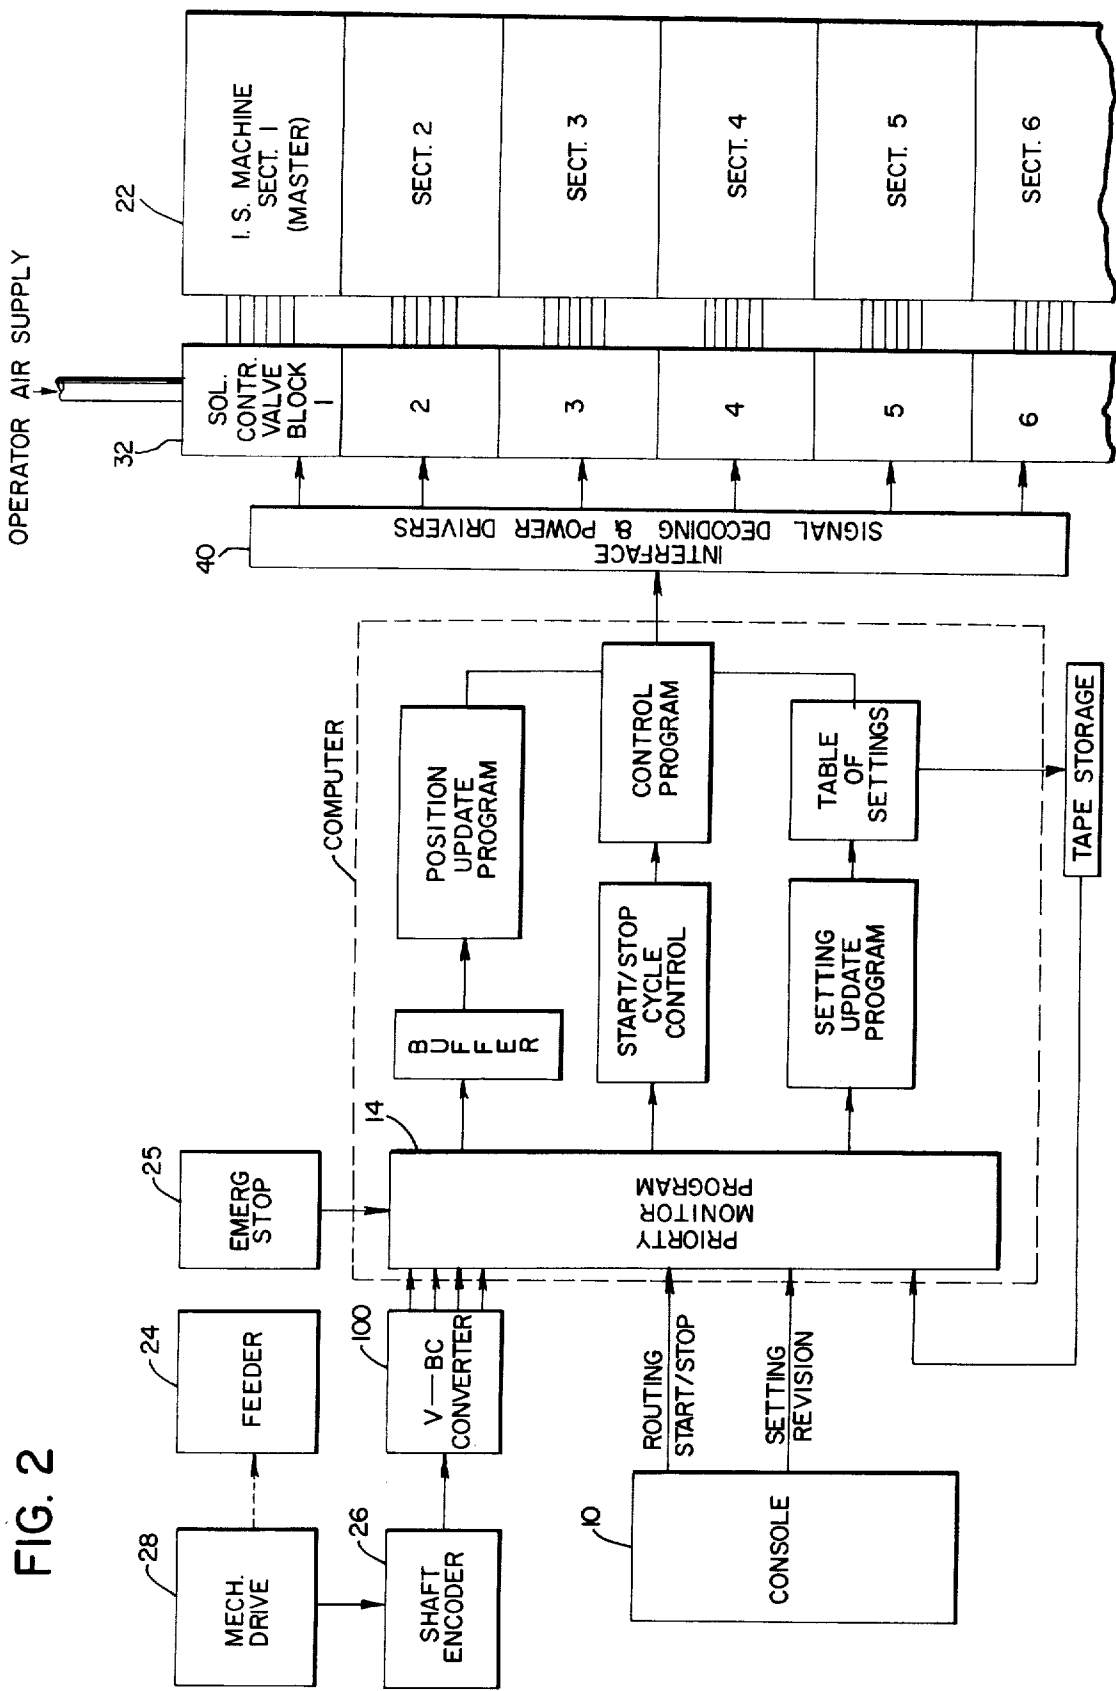 FIG. 2
OPERATOR AIR SUPPLY
28
MECH.
DRIVE
24
FEEDER
25
EMERG
STOP
26
SHAFT
ENCODER
100
V—BC
CONVERTER
14
PRIORTY
MONITOR
PROGRAM
COMPUTER
BUFFER
POSITION
UPDATE
PROGRAM
10
CONSOLE
ROUTING
START/STOP
SETTING
REVISION
START/STOP
CYCLE
CONTROL
CONTROL
PROGRAM
SETTING
UPDATE
PROGRAM
TABLE
OF
SETTINGS
TAPE STORAGE
40
INTERFACE
SIGNAL DECODING & POWER DRIVERS
32
SOL.
CONTR.
VALVE
BLOCK
1
2
3
4
5
6
22
I.S. MACHINE
SECT. 1
(MASTER)
SECT. 2
SECT. 3
SECT. 4
SECT. 5
SECT. 6